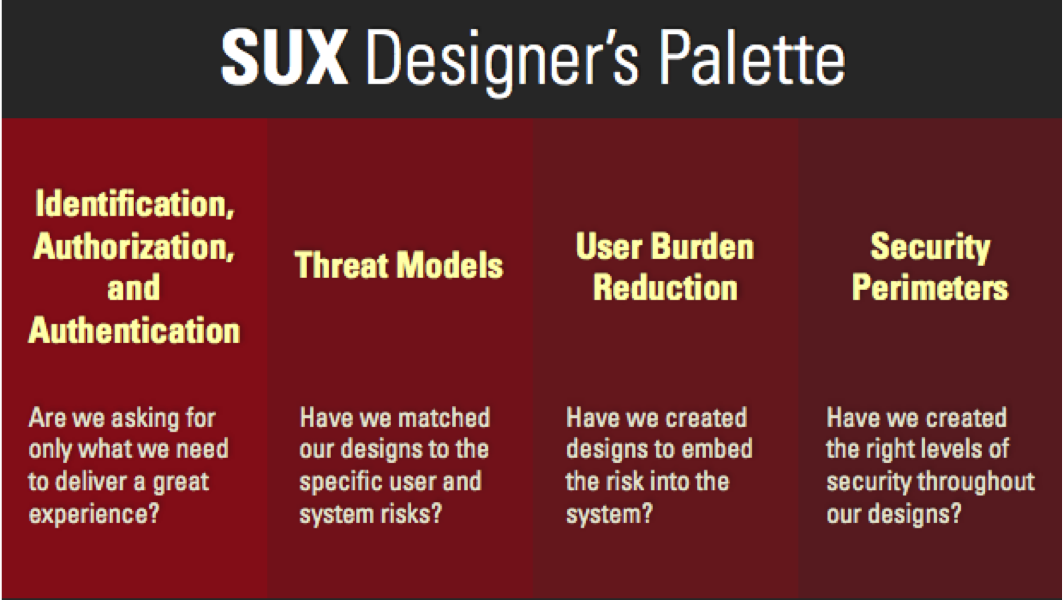 SUX Designer's Palette
Identification,
Authorization,
and
Authentication
Are we asking for
only what we need
to deliver a great
experience?
Threat Models
Have we matched
our designs to the
specific user and
system risks?
User Burden
Reduction
Have we created
designs to embed
the risk into the
system?
Security
Perimeters
Have we created
the right levels of
security throughout
our designs?